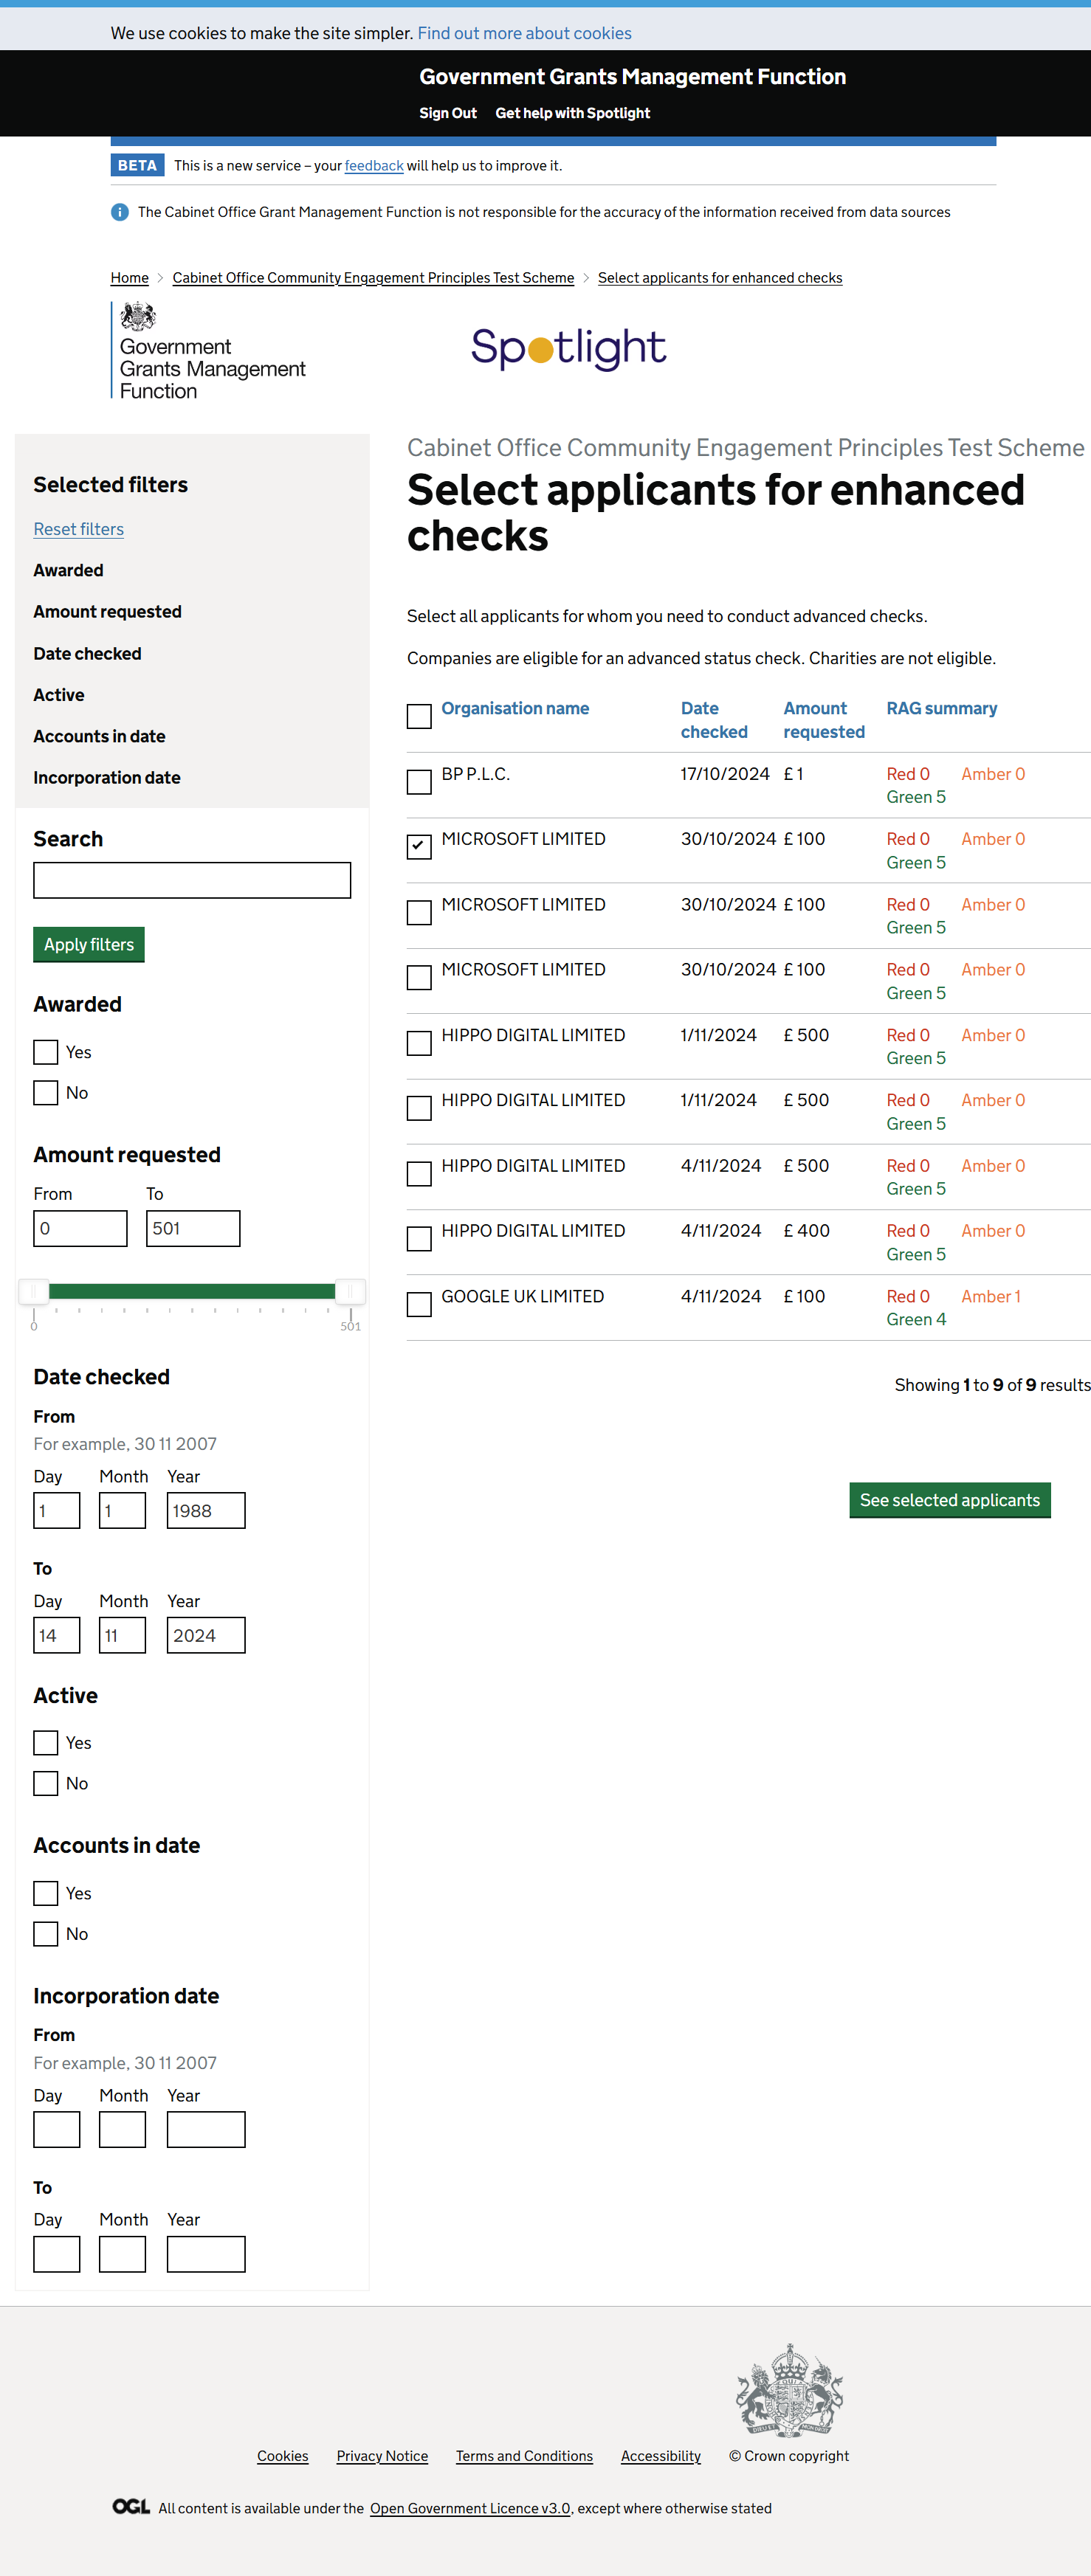 We use cookies to make the site simpler. Find out more about cookies
Government Grants Management Function
Sign Out Get help with Spotlight
BETA This is a new service – your feedback will help us to improve it.
The Cabinet Office Grant Management Function is not responsible for the accuracy of the information received from data sources
Home Cabinet Office Community Engagement Principles Test Scheme Select applicants for enhanced checks
Government
Grants Management
Function
Spotlight
Selected filters
Reset filters
Awarded
Amount requested
Date checked
Active
Accounts in date
Incorporation date
Search
Apply filters
Awarded
Yes
No
Amount requested
From To
0 501
0 501
Date checked
From
For example, 30 11 2007
Day Month Year
1 1 1988
To
Day Month Year
14 11 2024
Active
Yes
No
Accounts in date
Yes
No
Incorporation date
From
For example, 30 11 2007
Day Month Year
To
Day Month Year
Cabinet Office Community Engagement Principles Test Scheme
Select applicants for enhanced
checks
Select all applicants for whom you need to conduct advanced checks.
Companies are eligible for an advanced status check. Charities are not eligible.
Organisation name Date checked Amount requested RAG summary
BP P.L.C. 17/10/2024 £ 1 Red 0 Amber 0
Green 5
MICROSOFT LIMITED 30/10/2024 £ 100 Red 0 Amber 0
Green 5
MICROSOFT LIMITED 30/10/2024 £ 100 Red 0 Amber 0
Green 5
MICROSOFT LIMITED 30/10/2024 £ 100 Red 0 Amber 0
Green 5
HIPPO DIGITAL LIMITED 1/11/2024 £ 500 Red 0 Amber 0
Green 5
HIPPO DIGITAL LIMITED 1/11/2024 £ 500 Red 0 Amber 0
Green 5
HIPPO DIGITAL LIMITED 4/11/2024 £ 500 Red 0 Amber 0
Green 5
HIPPO DIGITAL LIMITED 4/11/2024 £ 400 Red 0 Amber 0
Green 5
GOOGLE UK LIMITED 4/11/2024 £ 100 Red 0 Amber 1
Green 4
Showing 1 to 9 of 9 results
See selected applicants
Cookies Privacy Notice Terms and Conditions Accessibility © Crown copyright
OGL All content is available under the Open Government Licence v3.0, except where otherwise stated